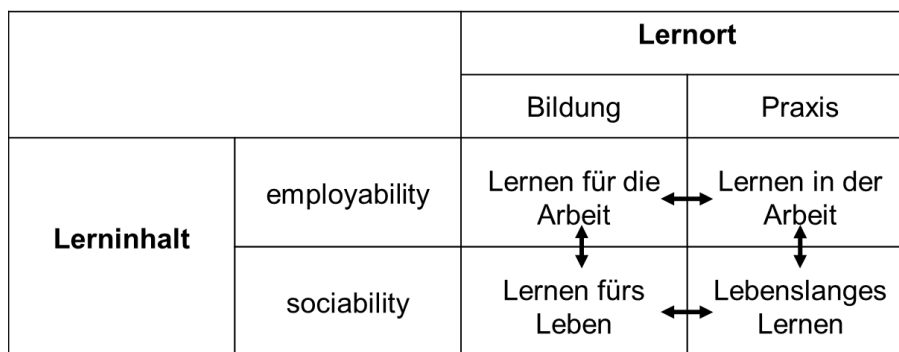 Lernort
Bildung
Praxis
Lerninhalt
employability
Lernen für die
Arbeit
Lernen in der
Arbeit
sociability
Lernen fürs
Leben
Lebenslanges
Lernen